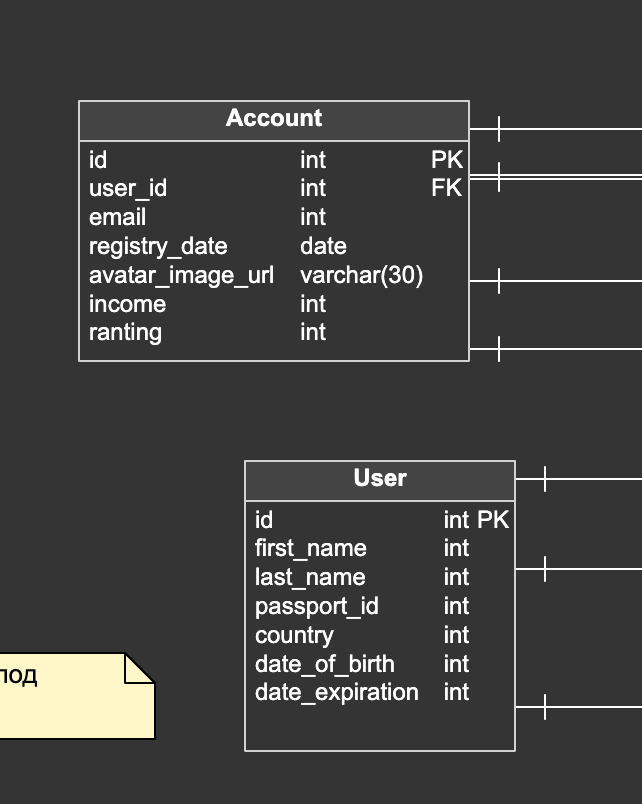 Account
id int PK
user_id int FK
email int
registry_date date
avatar_image_url varchar(30)
income int
ranting int
User
id int PK
first_name int
last_name int
passport_id int
country int
date_of_birth int
date_expiration int
под